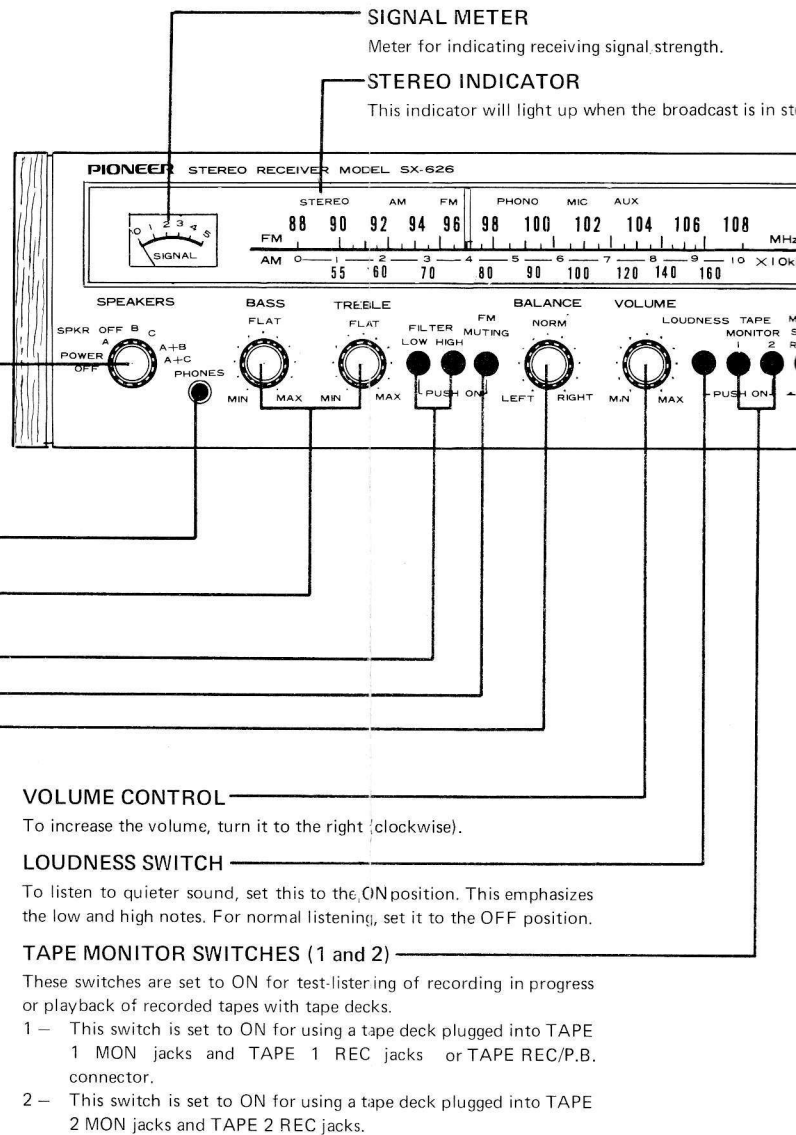 SIGNAL METER
Meter for indicating receiving signal strength.
STEREO INDICATOR
This indicator will light up when the broadcast is in
PIONEER STEREO RECEIVER MODEL SX-626
STEREO AM FM PHONO MIC AUX
0 1 2 3 4 5
SIGNAL
FM 88 90 92 94 96 98 100 102 104 106 108 MHz
AM 0 1 2 3 4 5 6 7 8 9 10
55 60 70 80 90 100 120 140 160
SPEAKERS BASS TREBLE BALANCE VOLUME
SPKR OFF A B C A+B A+C
POWER OFF
PHONES
FLAT FLAT NORM
MIN MAX MIN MAX
FILTER
LOW HIGH
FM
MUTING
PUSH ON
LEFT RIGHT MIN MAX
LOUDNESS TAPE
MONITOR
1 2
PUSH ON
VOLUME CONTROL
To increase the volume, turn it to the right (clockwise).
LOUDNESS SWITCH
To listen to quieter sound, set this to the ON position. This emphasizes
the low and high notes. For normal listening, set it to the OFF position.
TAPE MONITOR SWITCHES (1 and 2)
These switches are set to ON for test-listening of recording in progress
or playback of recorded tapes with tape decks.
1 – This switch is set to ON for using a tape deck plugged into TAPE
1 MON jacks and TAPE 1 REC jacks or TAPE REC/P.B.
connector.
2 – This switch is set to ON for using a tape deck plugged into TAPE
2 MON jacks and TAPE 2 REC jacks.